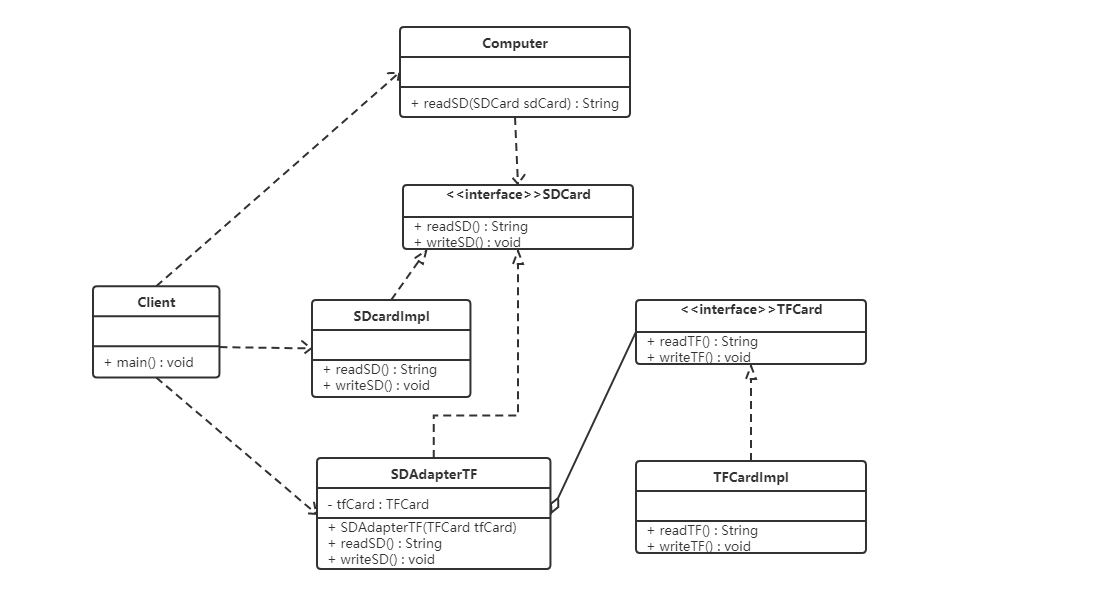 Computer
+ readSD(SDCard sdCard) : String
<<interface>>SDCard
+ readSD() : String
+ writeSD() : void
Client
+ main() : void
SDcardImpl
+ readSD() : String
+ writeSD() : void
<<interface>>TFCard
+ readTF() : String
+ writeTF() : void
SDAdapterTF
- tfCard : TFCard
+ SDAdapterTF(TFCard tfCard)
+ readSD() : String
+ writeSD() : void
TFCardImpl
+ readTF() : String
+ writeTF() : void